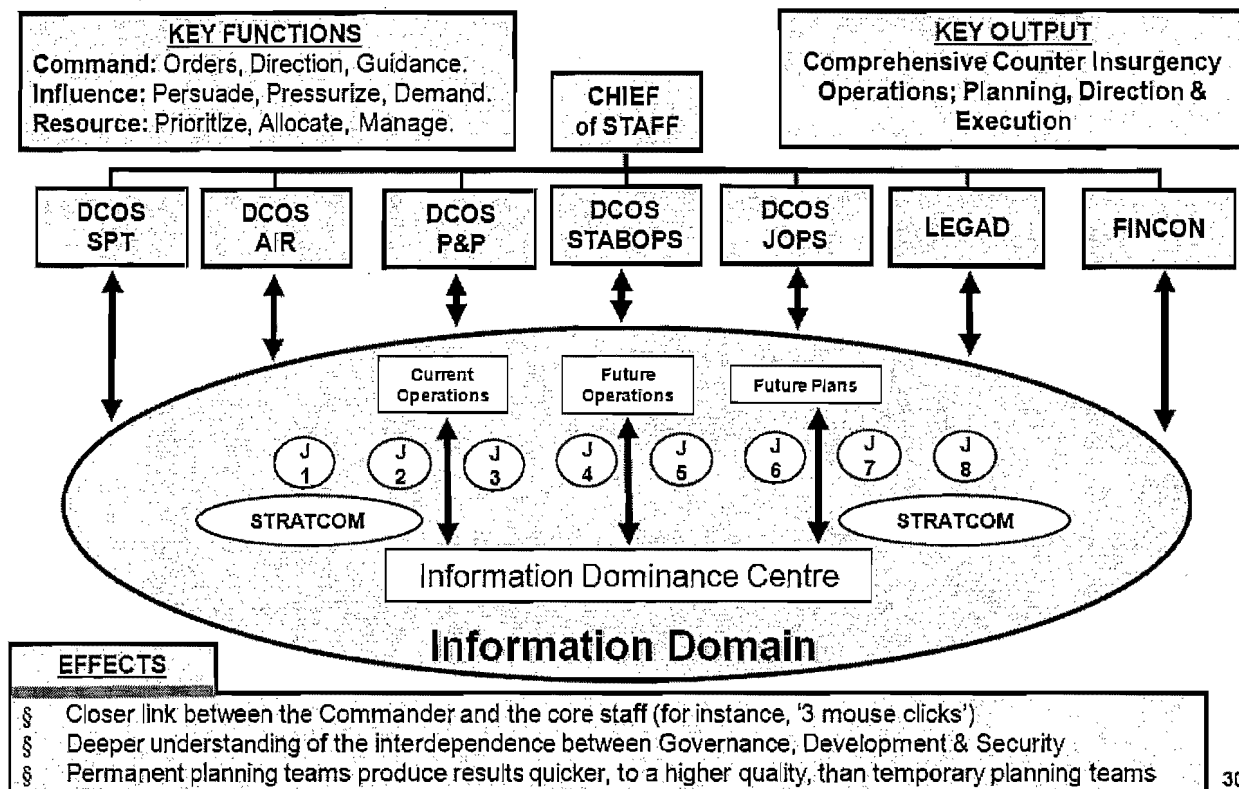 KEY FUNCTIONS
Command: Orders, Direction, Guidance.
Influence: Persuade, Pressurize, Demand.
Resource: Prioritize, Allocate, Manage.
CHIEF
of STAFF
KEY OUTPUT
Comprehensive Counter Insurgency
Operations; Planning, Direction &
Execution
DCOS
SPT
DCOS
AIR
DCOS
P&P
DCOS
STABOPS
DCOS
JOPS
LEGAD
FINCON
Current
Operations
Future
Operations
Future Plans
J
1
J
2
J
3
J
4
J
5
J
6
J
7
J
8
STRATCOM
STRATCOM
Information Dominance Centre
Information Domain
EFFECTS
§ Closer link between the Commander and the core staff (for instance, '3 mouse clicks')
§ Deeper understanding of the interdependence between Governance, Development & Security
§ Permanent planning teams produce results quicker, to a higher quality, than temporary planning teams
30